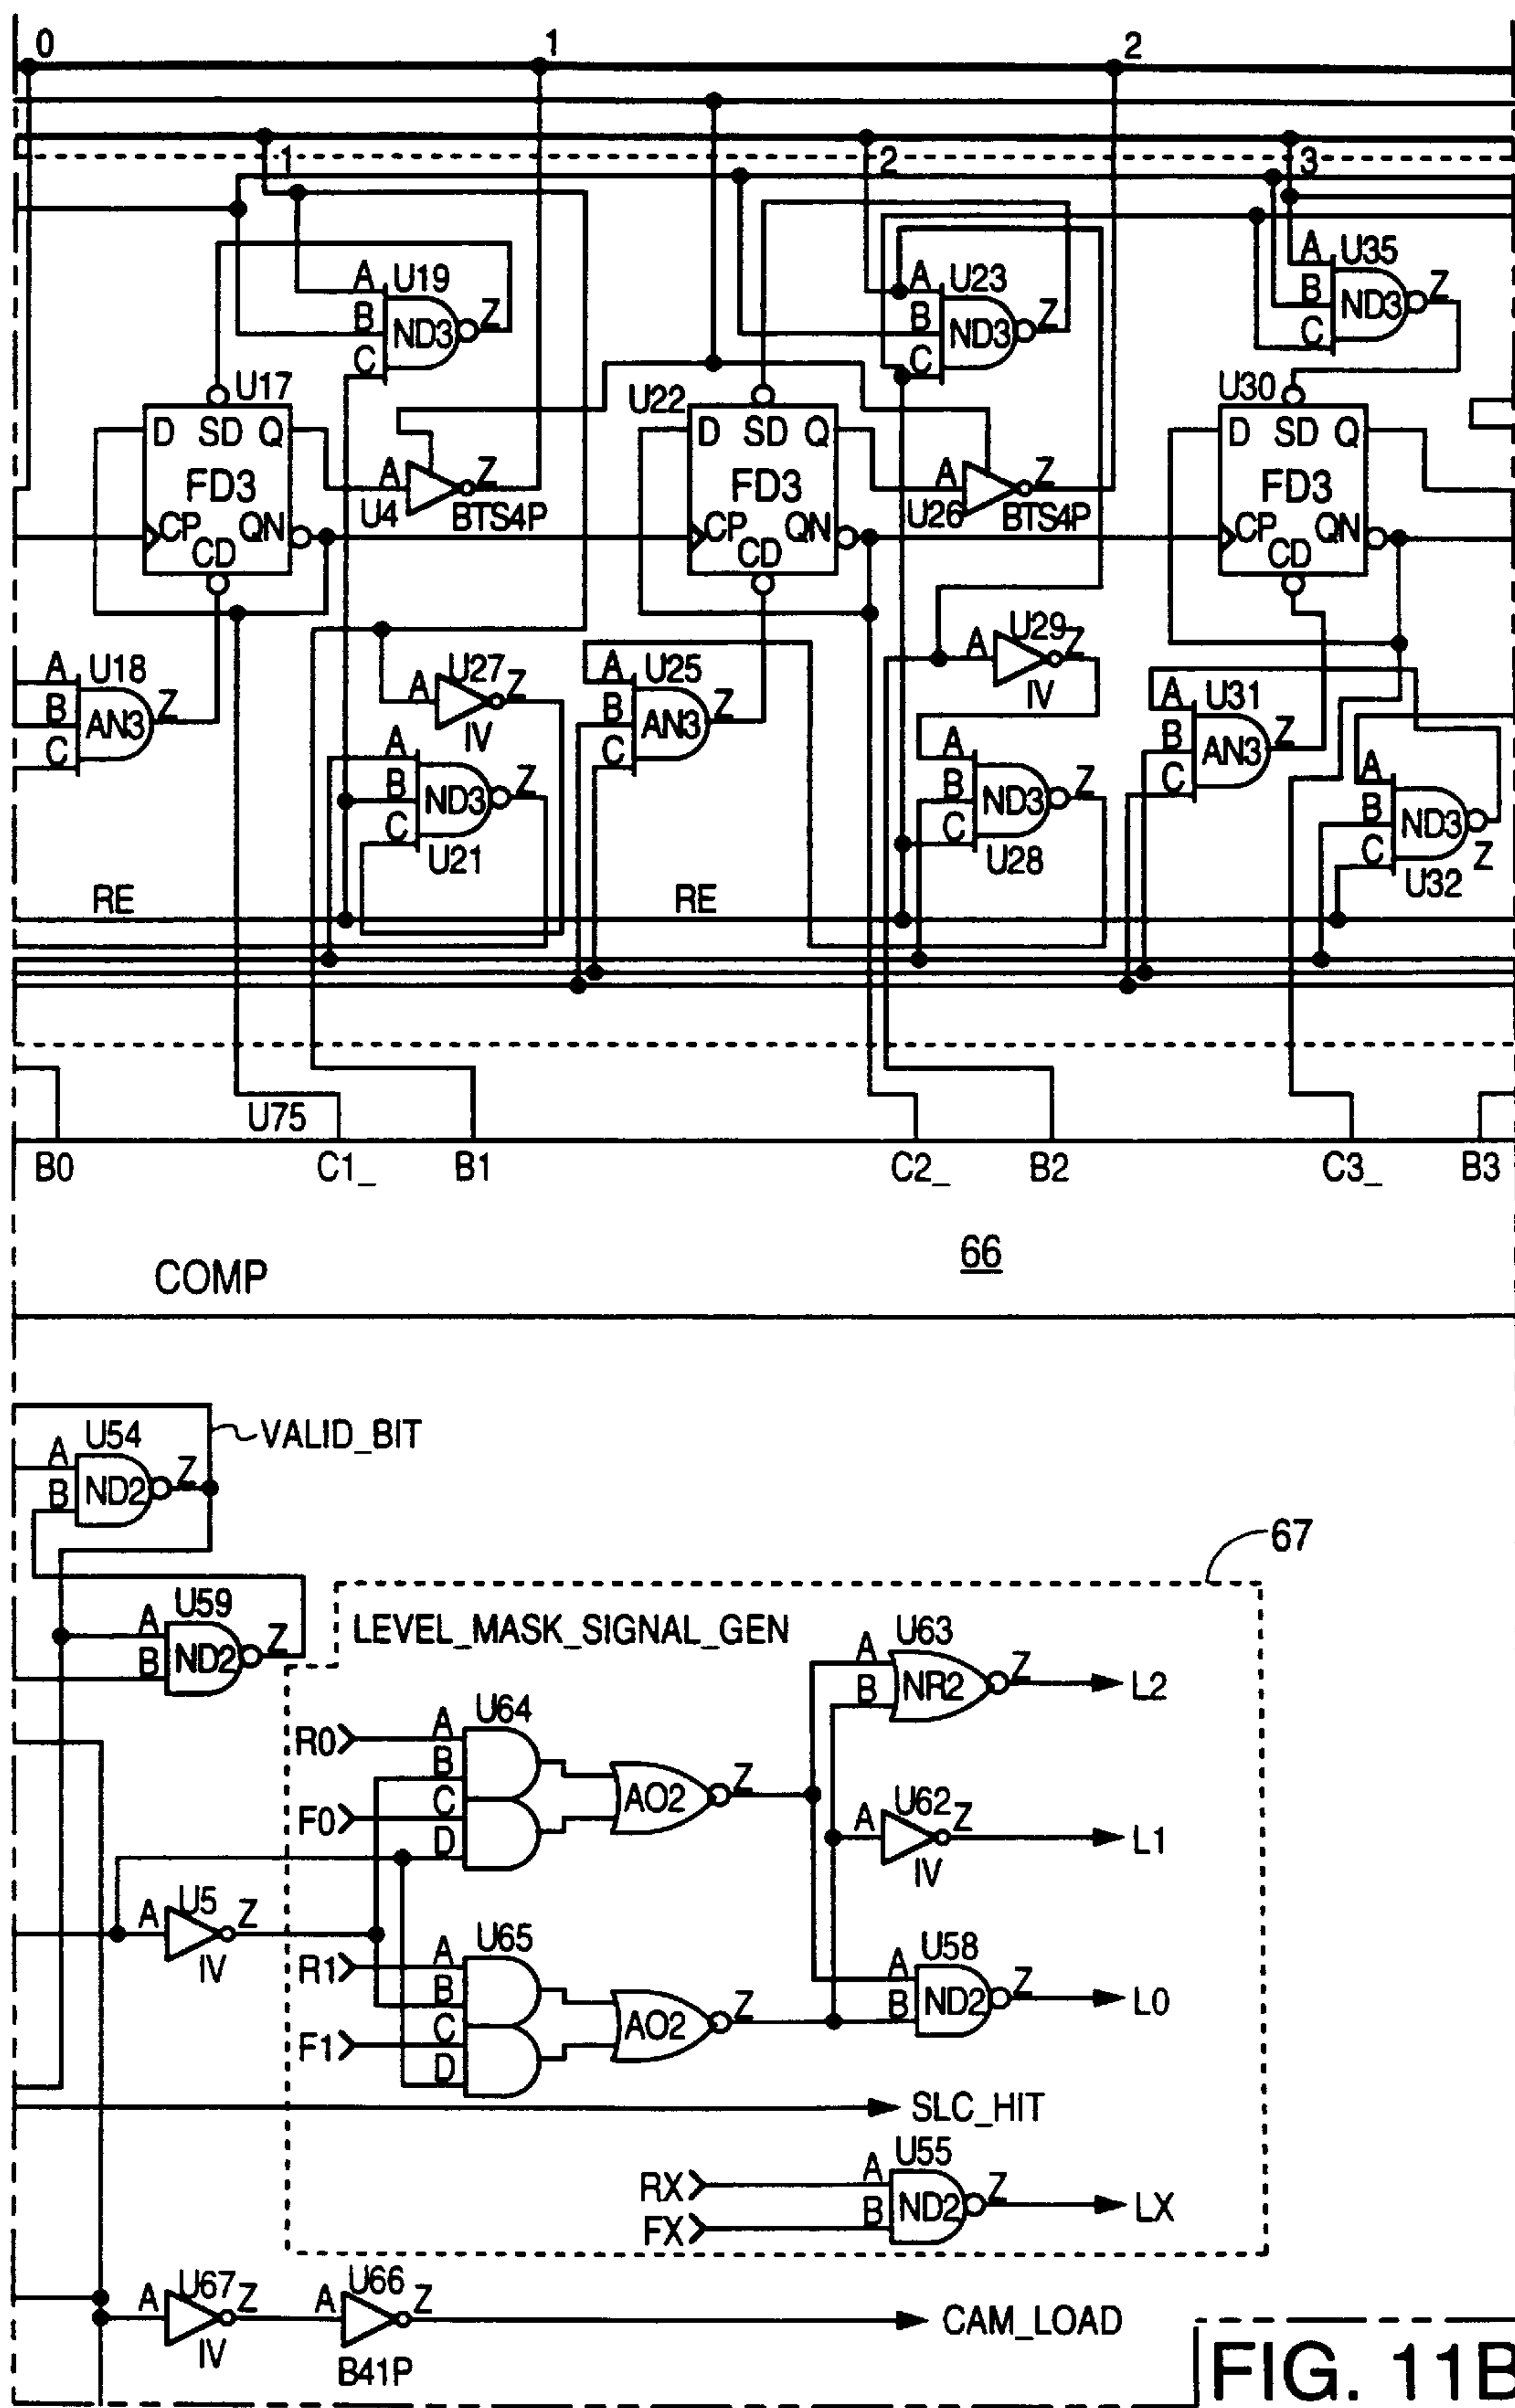 0 1 2
1 2 3
A U19 Z
B ND3
C
A U23 Z
B ND3
C
A U35 Z
B ND3
C
U17
D SD Q
FD3
CP QN
CD
A Z
U4 BTS4P
U22
D SD Q
FD3
CP QN
CD
A Z
U26 BTS4P
U30
D SD Q
FD3
CP QN
CD
A U18
B AN3 Z
C
A U27 Z
IV
A
B ND3 Z
C
U21
A U25
B AN3 Z
C
A U29 Z
IV
A
B ND3 Z
C
U28
A U31
B AN3 Z
C
A
B ND3
C Z
U32
RE RE
U75
B0 C1_ B1 C2_ B2 C3_ B3
COMP 66
U54 VALID_BIT
A Z
B ND2
67
U59
A Z
B ND2
LEVEL_MASK_SIGNAL_GEN
U63
A Z
B NR2 L2
U64
R0 A
B AO2 Z
F0 C
D
A U62 Z L1
IV
A U5 Z
IV
U65
R1 A
B AO2 Z
F1 C
D
U58
A Z
B ND2 L0
SLC_HIT
U55
RX A Z
FX B ND2 LX
A U67 Z
IV
A U66 Z
B41P
CAM_LOAD
FIG. 11B